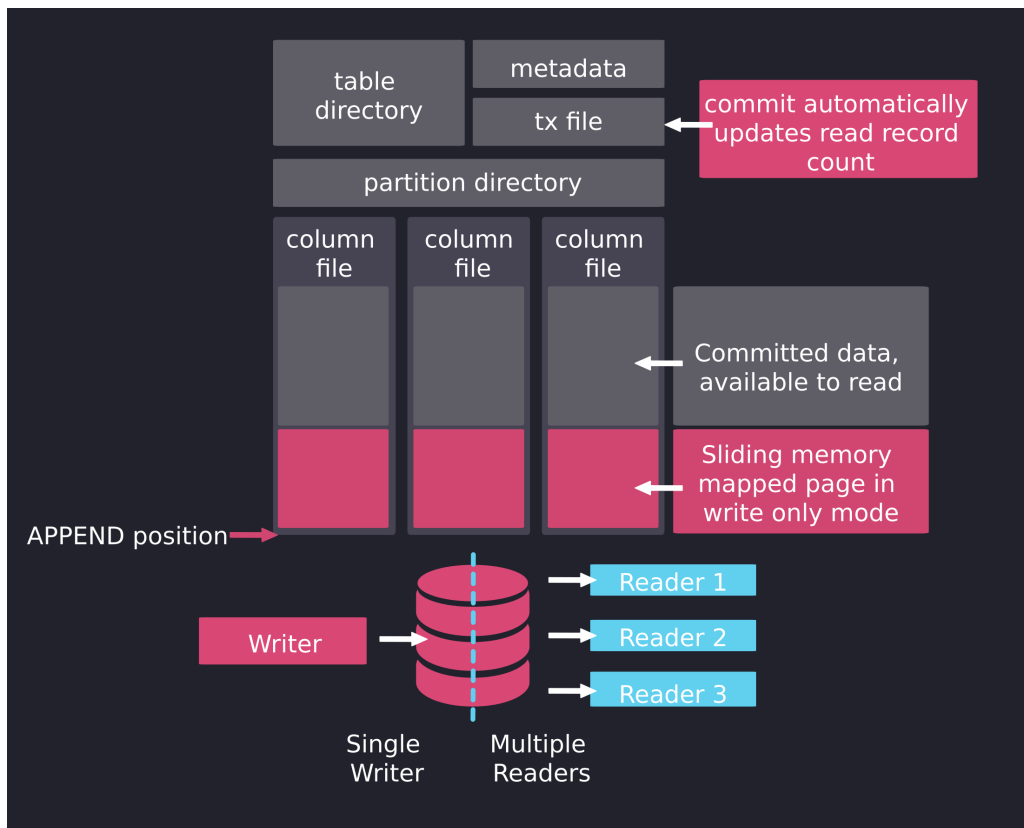 table
directory
metadata
tx file
commit automatically
updates read record
count
partition directory
column
file
column
file
column
file
Committed data,
available to read
Sliding memory
mapped page in
write only mode
APPEND position
Writer
Reader 1
Reader 2
Reader 3
Single
Writer
Multiple
Readers